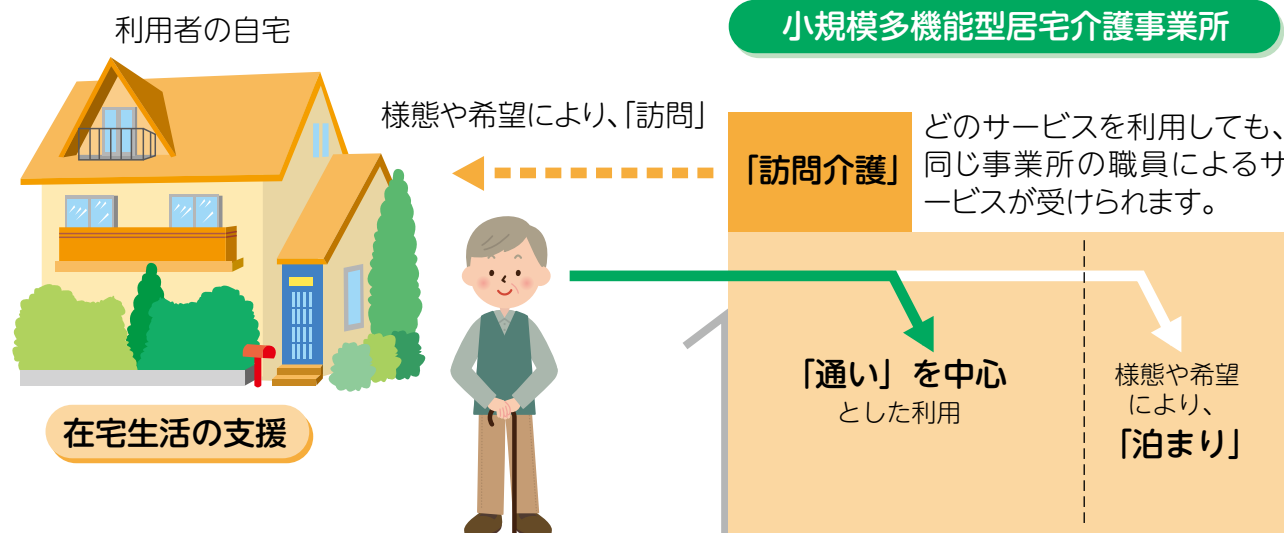 利用者の自宅
小規模多機能型居宅介護事業所
様態や希望により、「訪問」
「訪問介護」
どのサービスを利用しても、
同じ事業所の職員によるサ
ービスが受けられます。
「通い」を中心
とした利用
様態や希望
により、
「泊まり」
在宅生活の支援